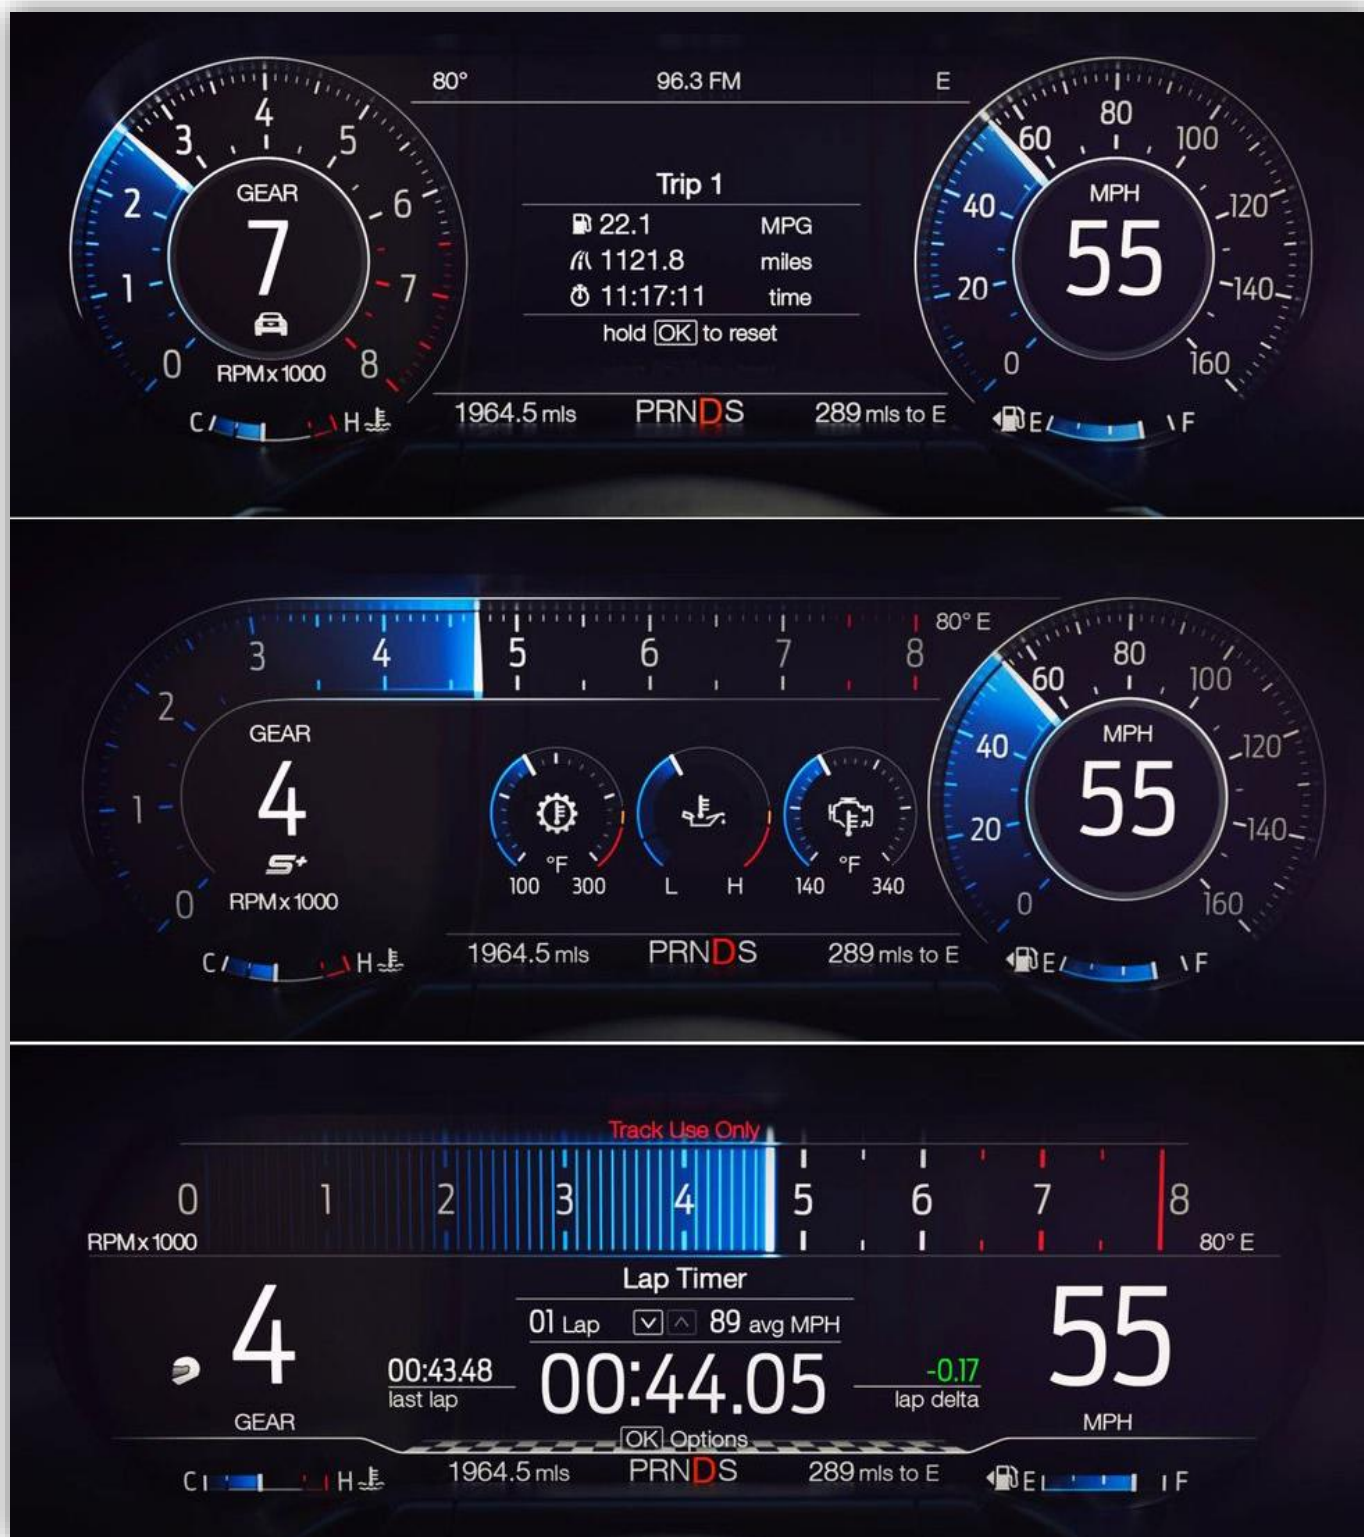 80° 96.3 FM E
4
3 5
2 6
1 7
0 8
GEAR
7
RPMx1000
C H
Trip 1
22.1 MPG
1121.8 miles
11:17:11 time
hold OK to reset
1964.5 mls PRNDS 289 mls to E
80
60 100
40 120
20 140
0 160
MPH
55
E F
3 4 5 6 7 8 80° E
2
1
0
GEAR
4
S+
RPMx1000
C H
°F
100 300
L H
°F
140 340
1964.5 mls PRNDS 289 mls to E
80
60 100
40 120
20 140
0 160
MPH
55
E F
Track Use Only
0 1 2 3 4 5 6 7 8
RPMx1000 80° E
Lap Timer
01 Lap 89 avg MPH
4
GEAR
00:43.48
last lap
00:44.05
-0.17
lap delta
55
MPH
OK Options
C H 1964.5 mls PRNDS 289 mls to E E F